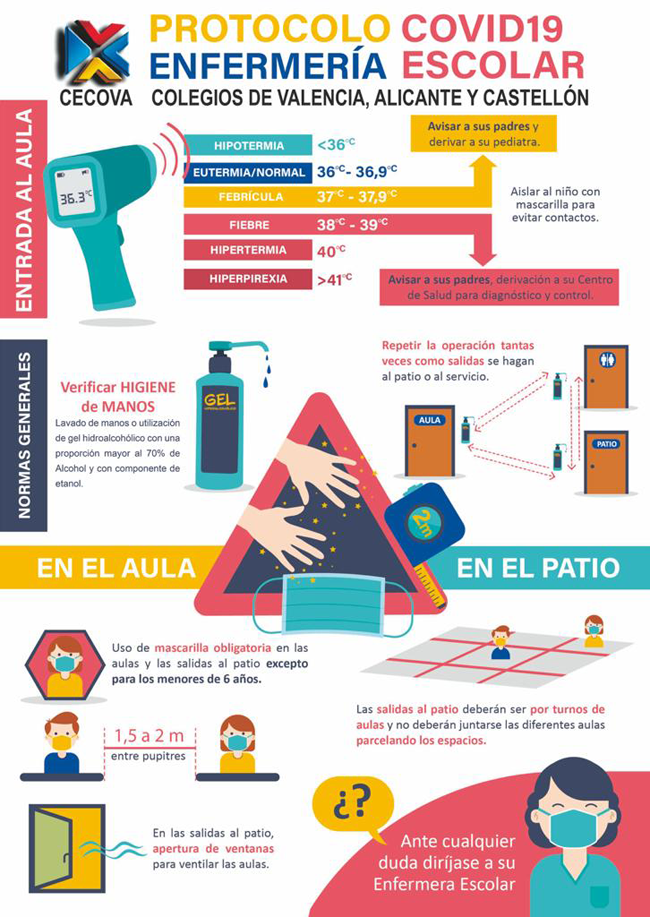 PROTOCOLO COVID19
ENFERMERÍA ESCOLAR
CECOVA COLEGIOS DE VALENCIA, ALICANTE Y CASTELLÓN
ENTRADA AL AULA
36.3°C
HIPOTERMIA <36°C
EUTERMIA/NORMAL 36°C - 36,9°C
FEBRÍCULA 37°C - 37,9°C
FIEBRE 38°C - 39°C
HIPERTERMIA 40°C
HIPERPIREXIA >41°C
Avisar a sus padres y
derivar a su pediatra.
Aislar al niño con
mascarilla para
evitar contactos.
Avisar a sus padres, derivación a su Centro
de Salud para diagnóstico y control.
NORMAS GENERALES
Verificar HIGIENE
de MANOS
Lavado de manos o utilización
de gel hidroalcohólico con una
proporción mayor al 70% de
Alcohol y con componente de
etanol.
GEL
HIDROALCOHÓLICO
Repetir la operación tantas
veces como salidas se hagan
al patio o al servicio.
AULA
PATIO
2m
EN EL AULA
EN EL PATIO
Uso de mascarilla obligatoria en las
aulas y las salidas al patio excepto
para los menores de 6 años.
1,5 a 2 m
entre pupitres
En las salidas al patio,
apertura de ventanas
para ventilar las aulas.
Las salidas al patio deberán ser por turnos de
aulas y no deberán juntarse las diferentes aulas
parcelando los espacios.
¿?
Ante cualquier
duda diríjase a su
Enfermera Escolar